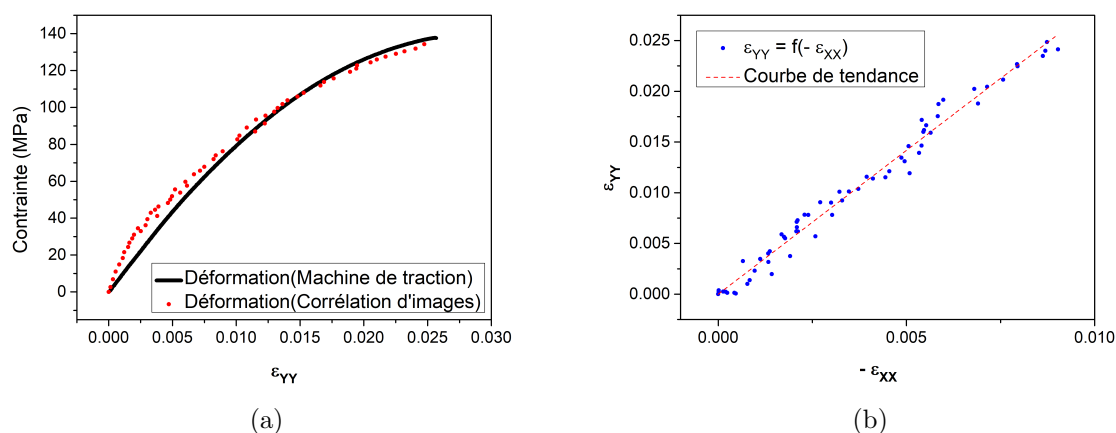 140
120
100
80
60
40
20
0
Contrainte (MPa)
Déformation(Machine de traction)
Déformation(Corrélation d'images)
0.000 0.005 0.010 0.015 0.020 0.025 0.030
εYY
(a)
0.025
0.020
0.015
0.010
0.005
0.000
εYY
εYY = f(- εXX)
Courbe de tendance
0.000 0.005 0.010
- εXX
(b)